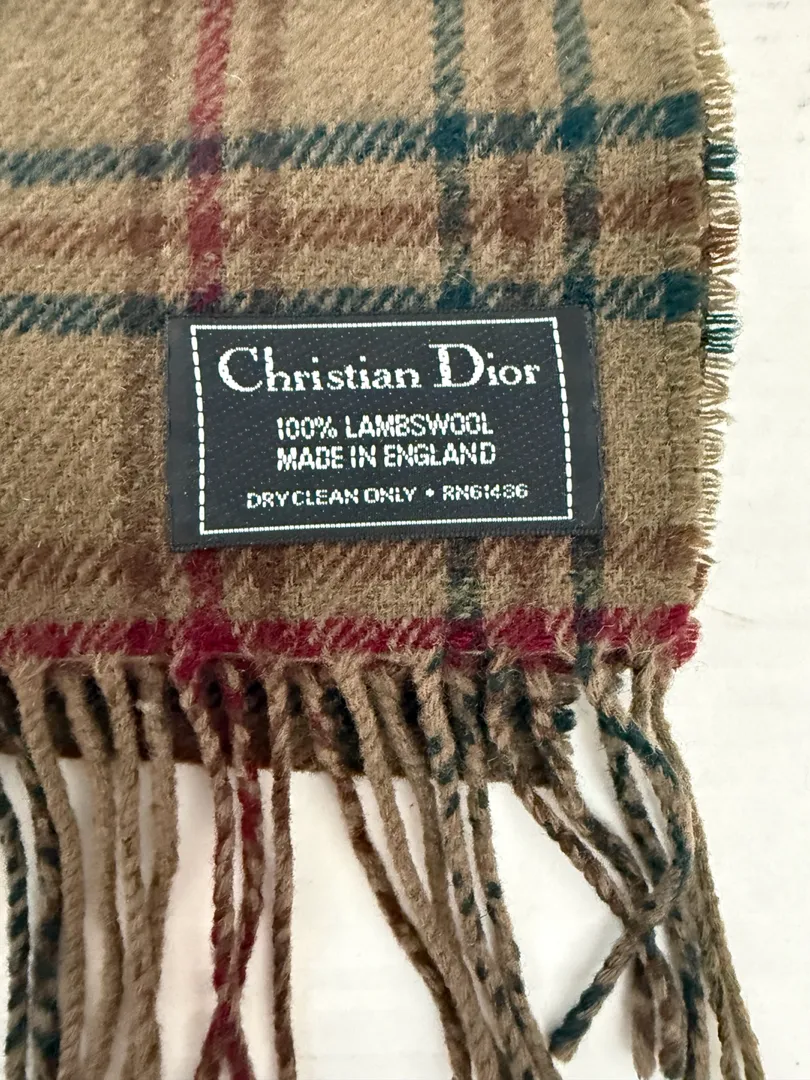 Christian Dior
100% LAMBSWOOL
MADE IN ENGLAND
DRY CLEAN ONLY • RN61486